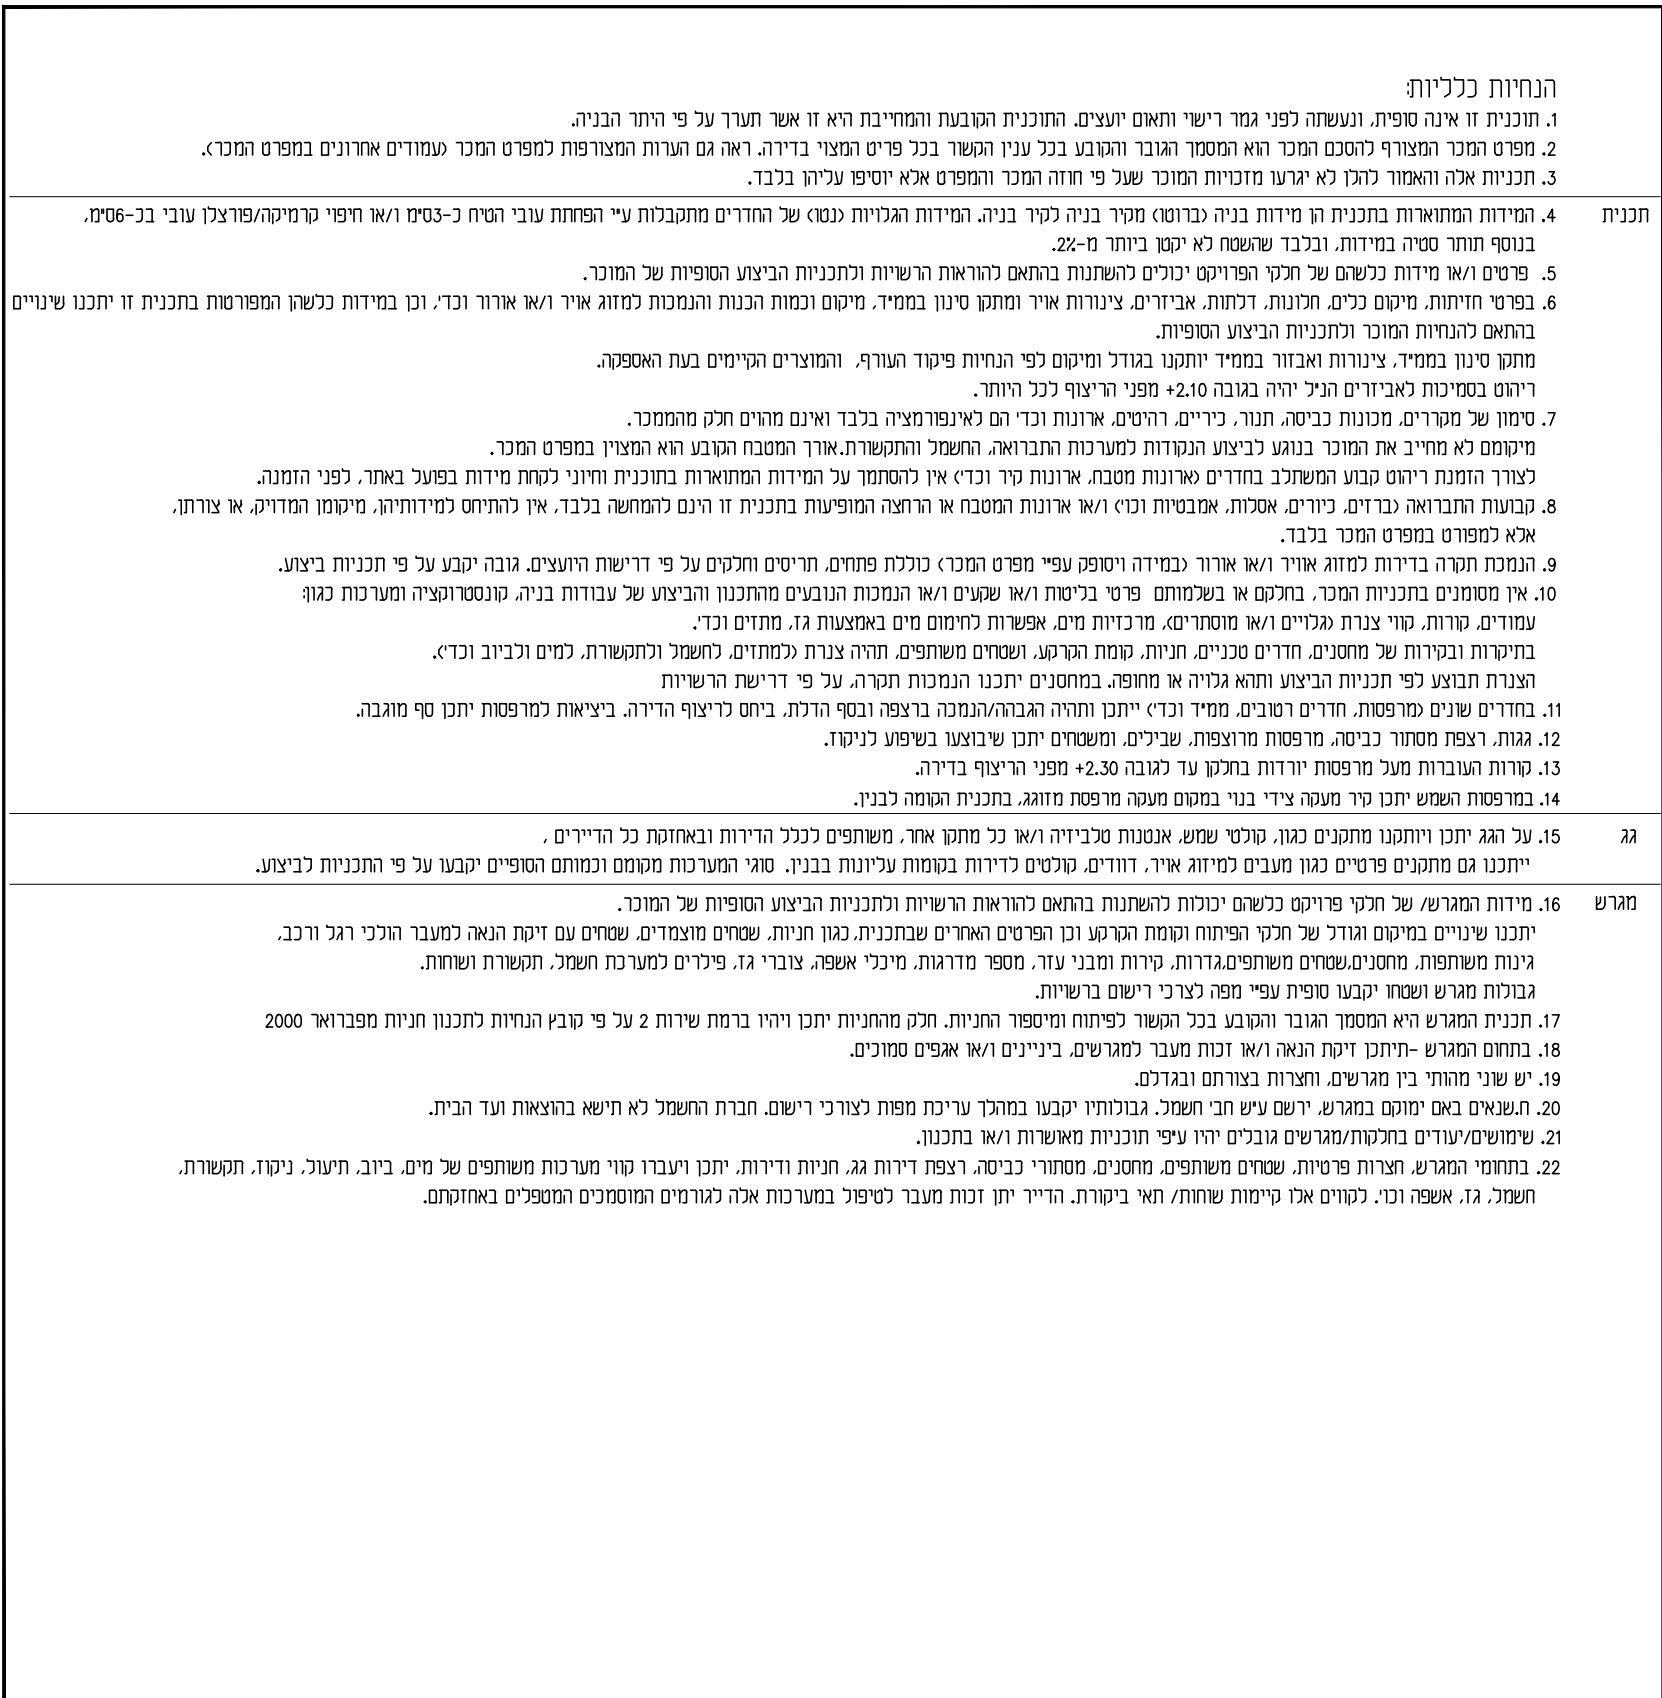 הנחיות כלליות:
1. תוכנית זו אינה סופית, ונעשתה לפני גמר רישוי ותאום יועצים. התוכנית הקובעת והמחייבת היא זו אשר תערך על פי היתר הבניה.
2. מפרט המכר המצורף להסכם המכר הוא המסמך הגובר והקובע בכל ענין הקשור בכל פריט המצוי בדירה. ראה גם הערות המצורפות למפרט המכר (עמודים אחרונים במפרט המכר).
3. תכניות אלה והאמור להלן לא יגרעו מזכויות המוכר שעל פי חוזה המכר והמפרט אלא יוסיפו עליהן בלבד.
תכנית 4. המידות המתוארות בתכנית הן מידות בניה (ברוטו) מקיר בניה לקיר בניה. המידות הגלויות (נטו) של החדרים מתקבלות ע"י הפחתת עובי הטיח כ-3ס"מ ו/או חיפוי קרמיקה/פורצלן עובי בכ-6ס"מ,
בנוסף תותר סטיה במידות, ובלבד שהשטח לא יקטן ביותר מ-2%.
5. פרטים ו/או מידות כלשהם של חלקי הפרויקט יכולים להשתנות בהתאם להוראות הרשויות ולתכניות הביצוע הסופיות של המוכר.
6. בפרטי חזיתות, מיקום כלים, חלונות, דלתות, אביזרים, צינורות אויר ומתקן סינון בממ"ד, מיקום וכמות הכנות והנמכות למזוג אויר ו/או אורור וכד', וכן במידות כלשהן המפורטות בתכנית זו יתכנו שינויים
בהתאם להנחיות המוכר ולתכניות הביצוע הסופיות.
מתקן סינון בממ"ד, צינורות ואבזור בממ"ד יותקנו בגודל ומיקום לפי הנחיות פיקוד העורף, והמוצרים הקיימים בעת האספקה.
ריהוט בסמיכות לאביזרים הנ"ל יהיה בגובה 2.10+ מפני הריצוף לכל היותר.
7. סימון של מקררים, מכונות כביסה, תנור, כיריים, רהיטים, ארונות וכד' הם לאינפורמציה בלבד ואינם מהוים חלק מהממכר.
מיקומם לא מחייב את המוכר בנוגע לביצוע הנקודות למערכות התברואה, החשמל והתקשורת.אורך המטבח הקובע הוא המצוין במפרט המכר.
לצורך הזמנת ריהוט קבוע המשתלב בחדרים (ארונות מטבח, ארונות קיר וכד') אין להסתמך על המידות המתוארות בתוכנית וחיוני לקחת מידות בפועל באתר, לפני הזמנה.
8. קבועות התברואה (ברזים, כיורים, אסלות, אמבטיות וכו') ו/או ארונות המטבח או הרחצה המופיעות בתכנית זו הינם להמחשה בלבד, אין להתיחס למידותיהן, מיקומן המדויק, או צורתן,
אלא למפורט במפרט המכר בלבד.
9. הנמכת תקרה בדירות למזוג אוויר ו/או אורור (במידה ויסופק עפ"י מפרט המכר) כוללת פתחים, תריסים וחלקים על פי דרישות היועצים. גובה יקבע על פי תכניות ביצוע.
10. אין מסומנים בתכניות המכר, בחלקם או בשלמותם פרטי בליטות ו/או שקעים ו/או הנמכות הנובעים מהתכנון והביצוע של עבודות בניה, קונסטרוקציה ומערכות כגון:
עמודים, קורות, קווי צנרת (גלויים ו/או מוסתרים), מרכזיות מים, אפשרות לחימום מים באמצעות גז, מתזים וכד'.
בתיקרות ובקירות של מחסנים, חדרים טכניים, חניות, קומת הקרקע, ושטחים משותפים, תהיה צנרת (למתזים, לחשמל ולתקשורת, למים ולביוב וכד').
הצנרת תבוצע לפי תכניות הביצוע ותהא גלויה או מחופה. במחסנים יתכנו הנמכות תקרה, על פי דרישת הרשויות
11. בחדרים שונים (מרפסות, חדרים רטובים, ממ"ד וכד') ייתכן ותהיה הגבהה/הנמכה ברצפה ובסף הדלת, ביחס לריצוף הדירה. ביציאות למרפסות יתכן סף מוגבה.
12. גגות, רצפת מסתור כביסה, מרפסות מרוצפות, שבילים, ומשטחים יתכן שיבוצעו בשיפוע לניקוז.
13. קורות העוברות מעל מרפסות יורדות בחלקן עד לגובה 2.30+ מפני הריצוף בדירה.
14. במרפסות השמש יתכן קיר מעקה צידי בנוי במקום מעקה מרפסת מזוגג, בתכנית הקומה לבנין.
גג 15. על הגג יתכן ויותקנו מתקנים כגון, קולטי שמש, אנטנות טלביזיה ו/או כל מתקן אחר, משותפים לכלל הדירות ובאחזקת כל הדיירים ,
ייתכנו גם מתקנים פרטיים כגון מעבים למיזוג אויר, דוודים, קולטים לדירות בקומות עליונות בבנין. סוגי המערכות מקומם וכמותם הסופיים יקבעו על פי התכניות לביצוע.
מגרש 16. מידות המגרש/ של חלקי פרויקט כלשהם יכולות להשתנות בהתאם להוראות הרשויות ולתכניות הביצוע הסופיות של המוכר.
יתכנו שינויים במיקום וגודל של חלקי הפיתוח וקומת הקרקע וכן הפרטים האחרים שבתכנית, כגון חניות, שטחים מוצמדים, שטחים עם זיקת הנאה למעבר הולכי רגל ורכב,
גינות משותפות, מחסנים,שטחים משותפים,גדרות, קירות ומבני עזר, מספר מדרגות, מיכלי אשפה, צוברי גז, פילרים למערכת חשמל, תקשורת ושוחות.
גבולות מגרש ושטחו יקבעו סופית עפ"י מפה לצרכי רישום ברשויות.
17. תכנית המגרש היא המסמך הגובר והקובע בכל הקשור לפיתוח ומיספור החניות. חלק מהחניות יתכן ויהיו ברמת שירות 2 על פי קובץ הנחיות לתכנון חניות מפברואר 2000
18. בתחום המגרש -תיתכן זיקת הנאה ו/או זכות מעבר למגרשים, ביניינים ו/או אגפים סמוכים.
19. יש שוני מהותי בין מגרשים, וחצרות בצורתם ובגדלם.
20. ח.שנאים באם ימוקם במגרש, ירשם ע"ש חב' חשמל. גבולותיו יקבעו במהלך עריכת מפות לצורכי רישום. חברת החשמל לא תישא בהוצאות ועד הבית.
21. שימושים/יעודים בחלקות/מגרשים גובלים יהיו ע"פי תוכניות מאושרות ו/או בתכנון.
22. בתחומי המגרש, חצרות פרטיות, שטחים משותפים, מחסנים, מסתורי כביסה, רצפת דירות גג, חניות ודירות, יתכן ויעברו קווי מערכות משותפים של מים, ביוב, תיעול, ניקוז, תקשורת,
חשמל, גז, אשפה וכו'. לקווים אלו קיימות שוחות/ תאי ביקורת. הדייר יתן זכות מעבר לטיפול במערכות אלה לגורמים המוסמכים המטפלים באחזקתם.